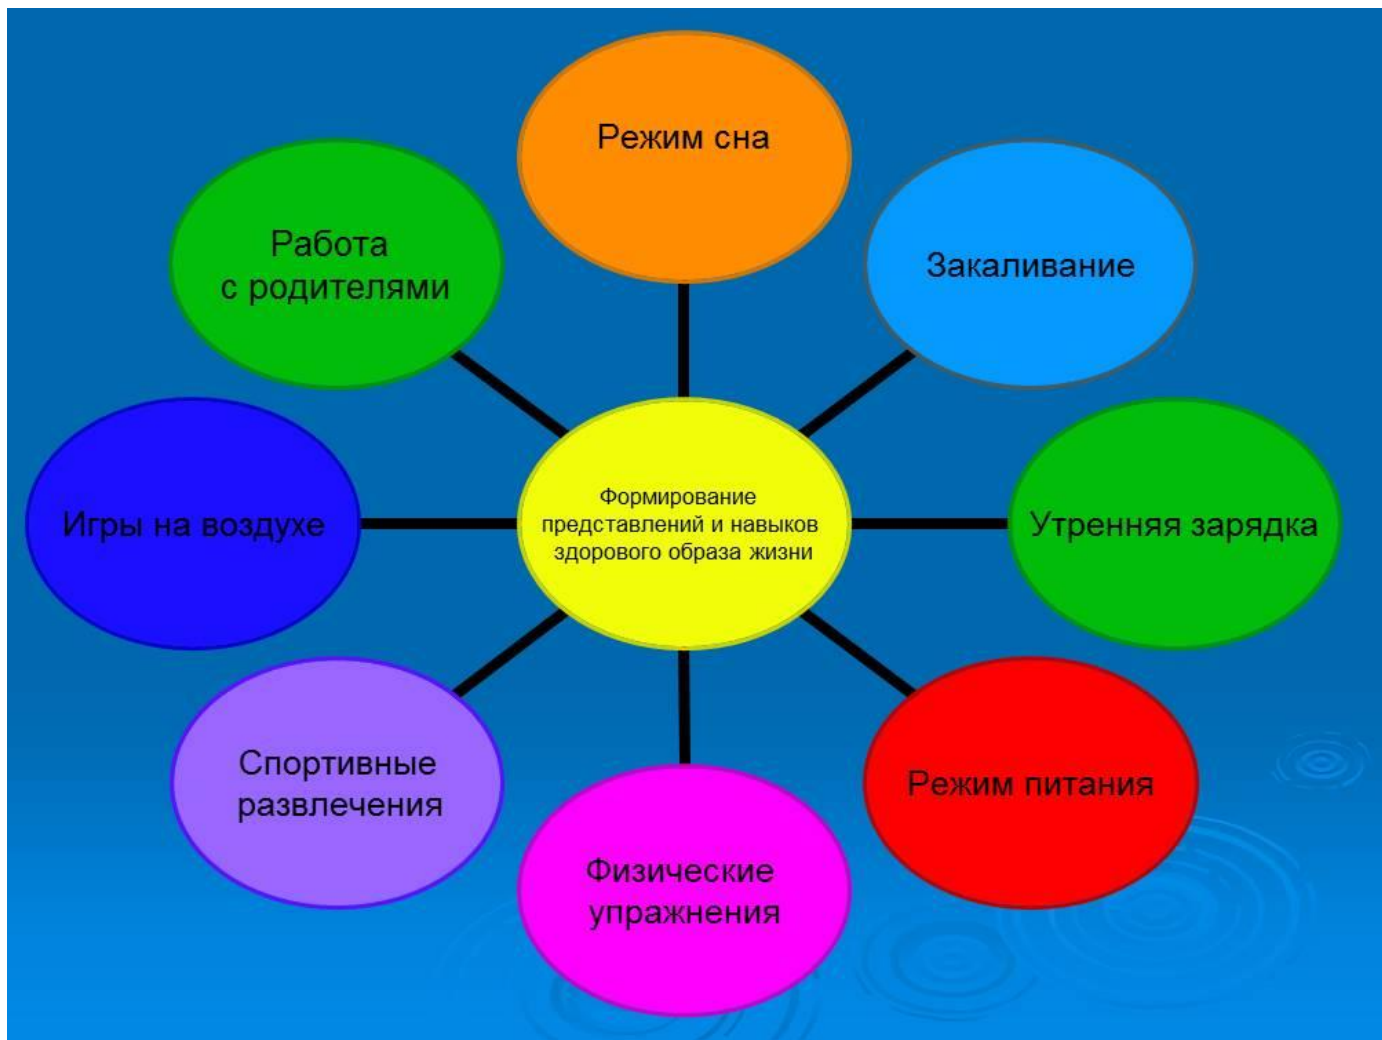 Режим сна
Закаливание
Утренняя зарядка
Режим питания
Физические
упражнения
Спортивные
развлечения
Игры на воздухе
Работа
с родителями
Формирование
представлений и навыков
здорового образа жизни